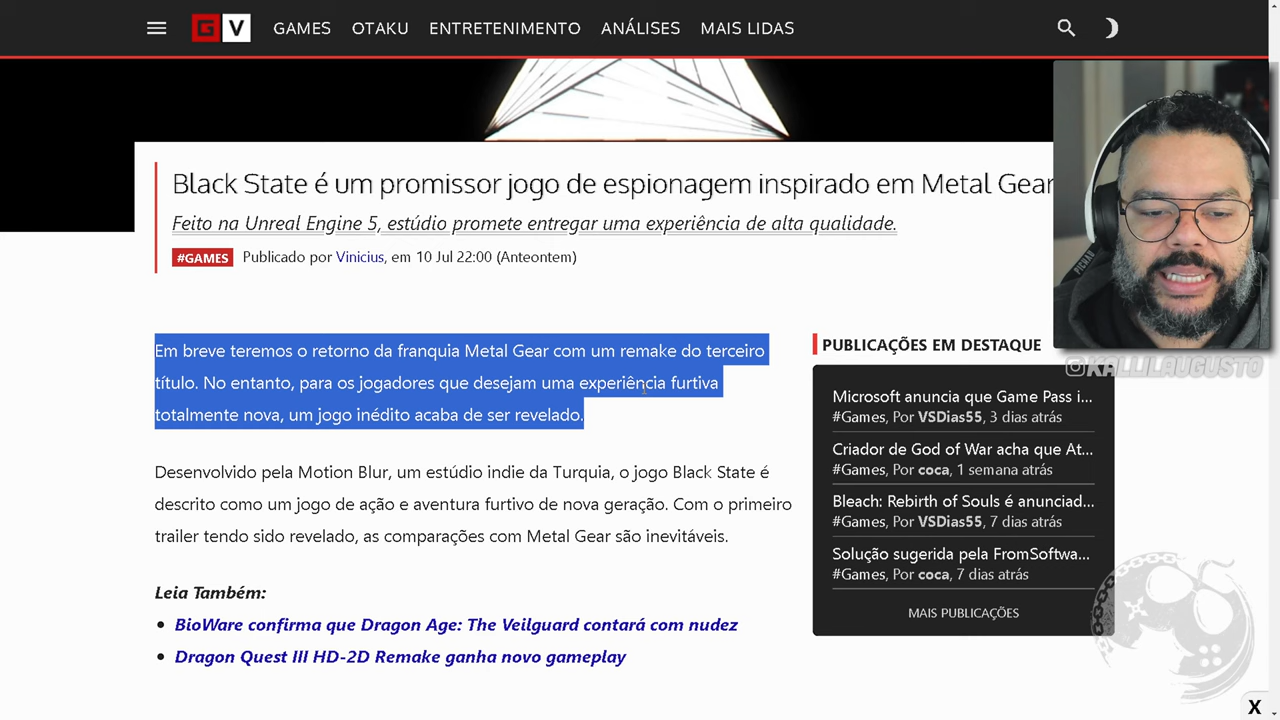 G V GAMES OTAKU ENTRETENIMENTO ANÁLISES MAIS LIDAS
Black State é um promissor jogo de espionagem inspirado em Metal Gear
Feito na Unreal Engine 5, estúdio promete entregar uma experiência de alta qualidade.
#GAMES Publicado por Vinicius, em 10 Jul 22:00 (Anteontem)
Em breve teremos o retorno da franquia Metal Gear com um remake do terceiro
título. No entanto, para os jogadores que desejam uma experiência furtiva
totalmente nova, um jogo inédito acaba de ser revelado.
Desenvolvido pela Motion Blur, um estúdio indie da Turquia, o jogo Black State é
descrito como um jogo de ação e aventura furtivo de nova geração. Com o primeiro
trailer tendo sido revelado, as comparações com Metal Gear são inevitáveis.
Leia Também:
BioWare confirma que Dragon Age: The Veilguard contará com nudez
Dragon Quest III HD-2D Remake ganha novo gameplay
PUBLICAÇÕES EM DESTAQUE
Microsoft anuncia que Game Pass i...
#Games, Por VSDias55, 3 dias atrás
Criador de God of War acha que At...
#Games, Por coca, 1 semana atrás
Bleach: Rebirth of Souls é anunciad...
#Games, Por VSDias55, 7 dias atrás
Solução sugerida pela FromSoftwa...
#Games, Por coca, 7 dias atrás
MAIS PUBLICAÇÕES
@KALLILAUGUSTO
PICHAU
X